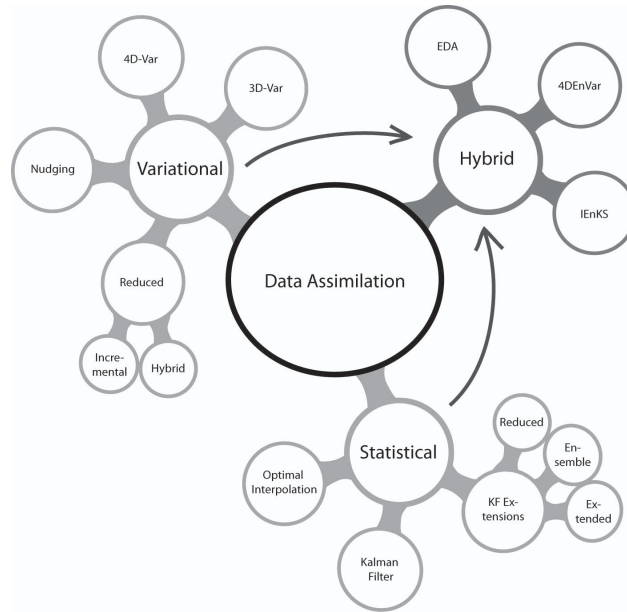 4D-Var
3D-Var
Nudging
Variational
Reduced
Incre-
mental
Hybrid
EDA
4DEnVar
Hybrid
IEnKS
Data Assimilation
Statistical
Optimal
Interpolation
Kalman
Filter
KF Ex-
tensions
Reduced
En-
semble
Ex-
tended